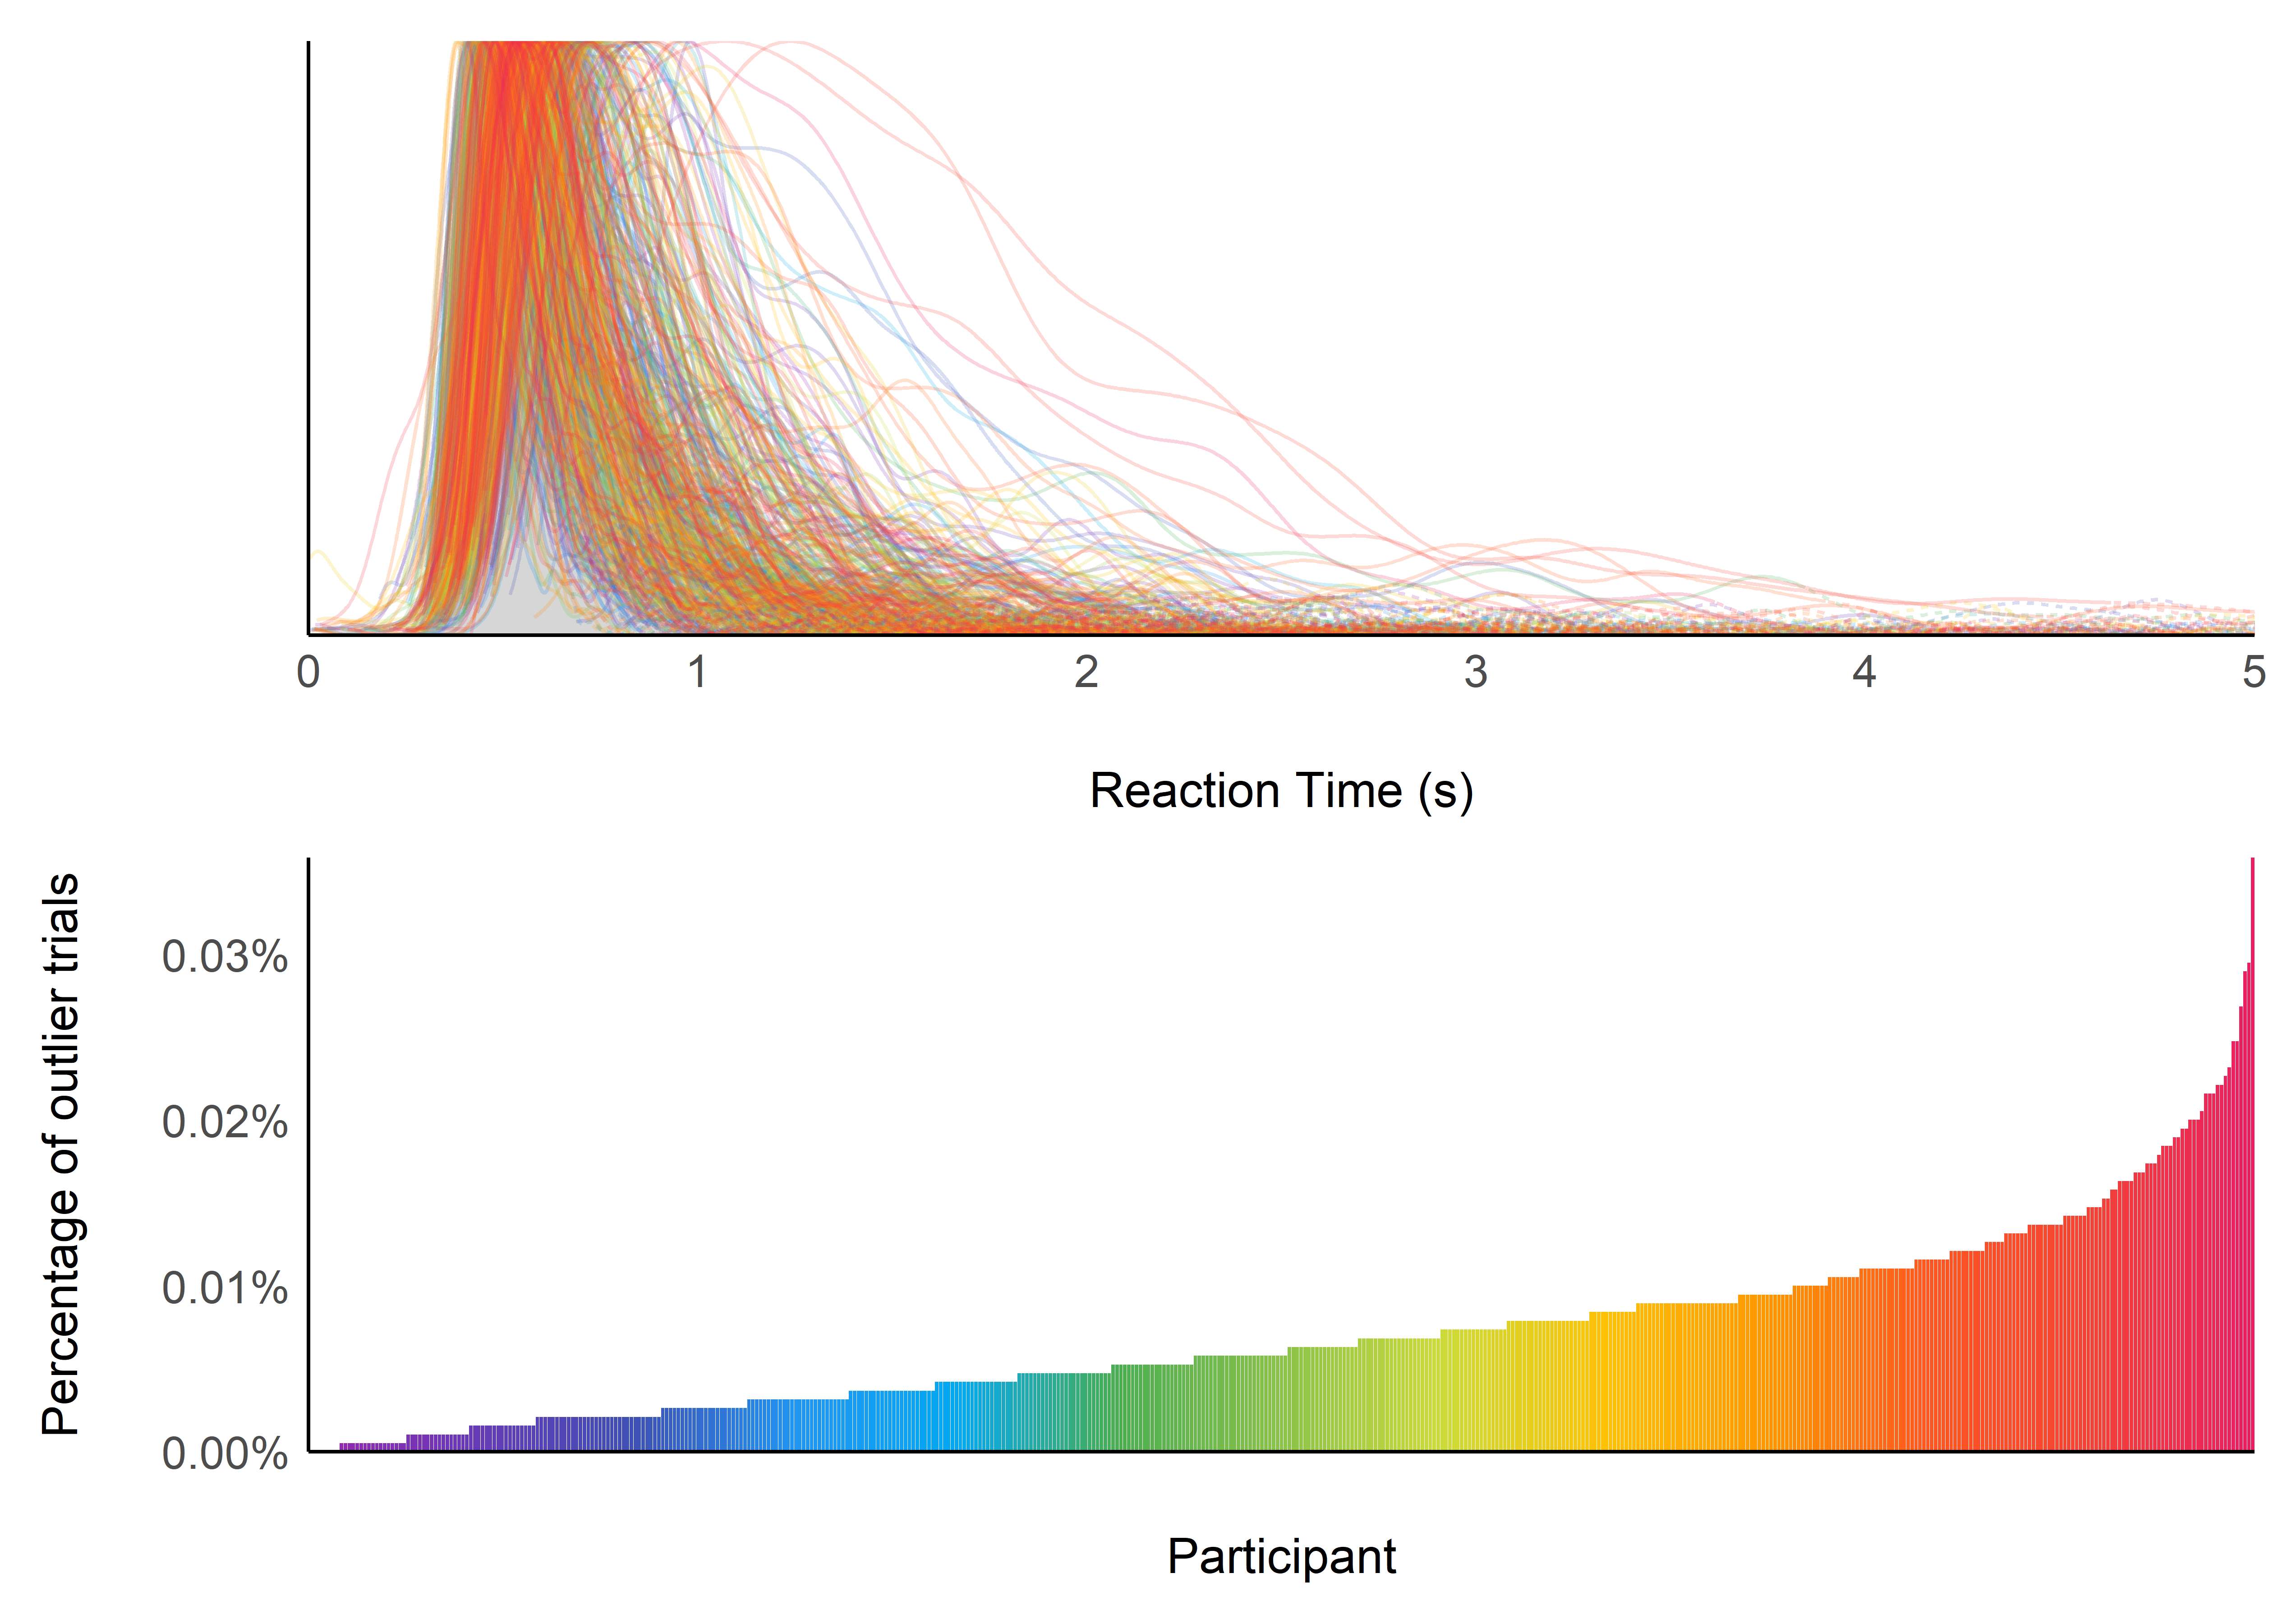 0 1 2 3 4 5
Reaction Time (s)
Percentage of outlier trials
0.03%
0.02%
0.01%
0.00%
Participant